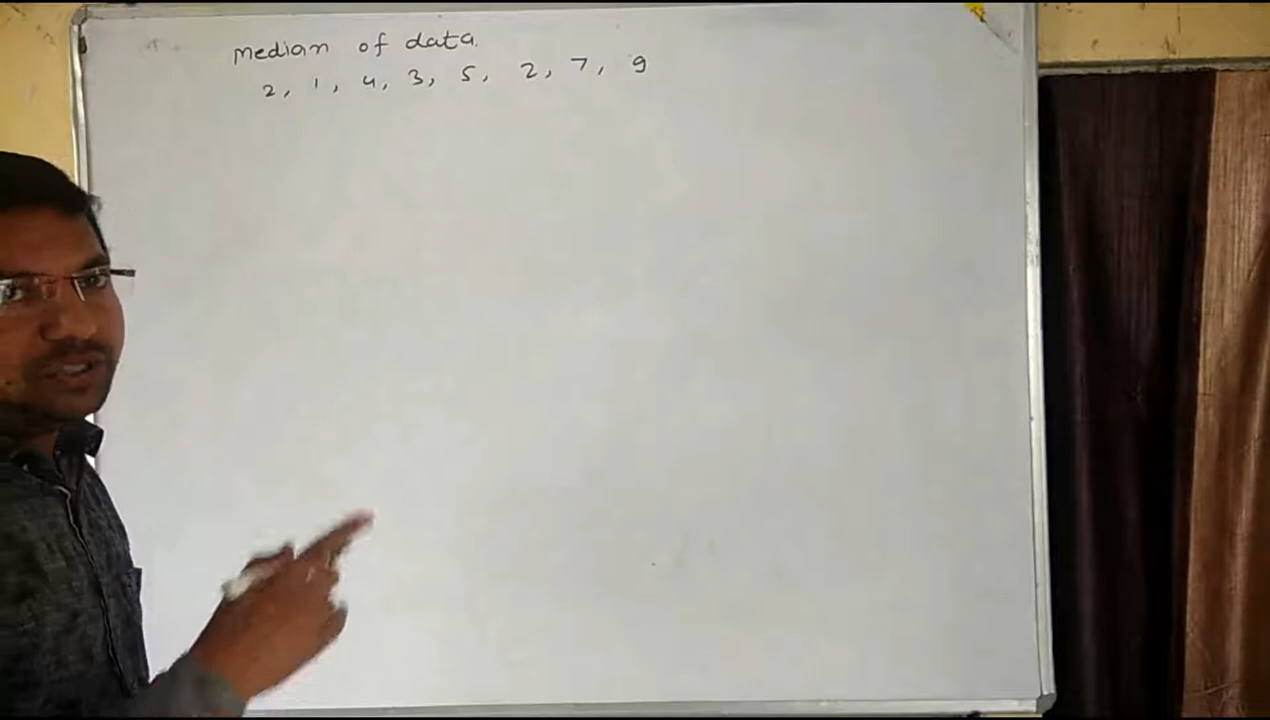 median of data.
2, 1, 4, 3, 5, 2, 7, 9